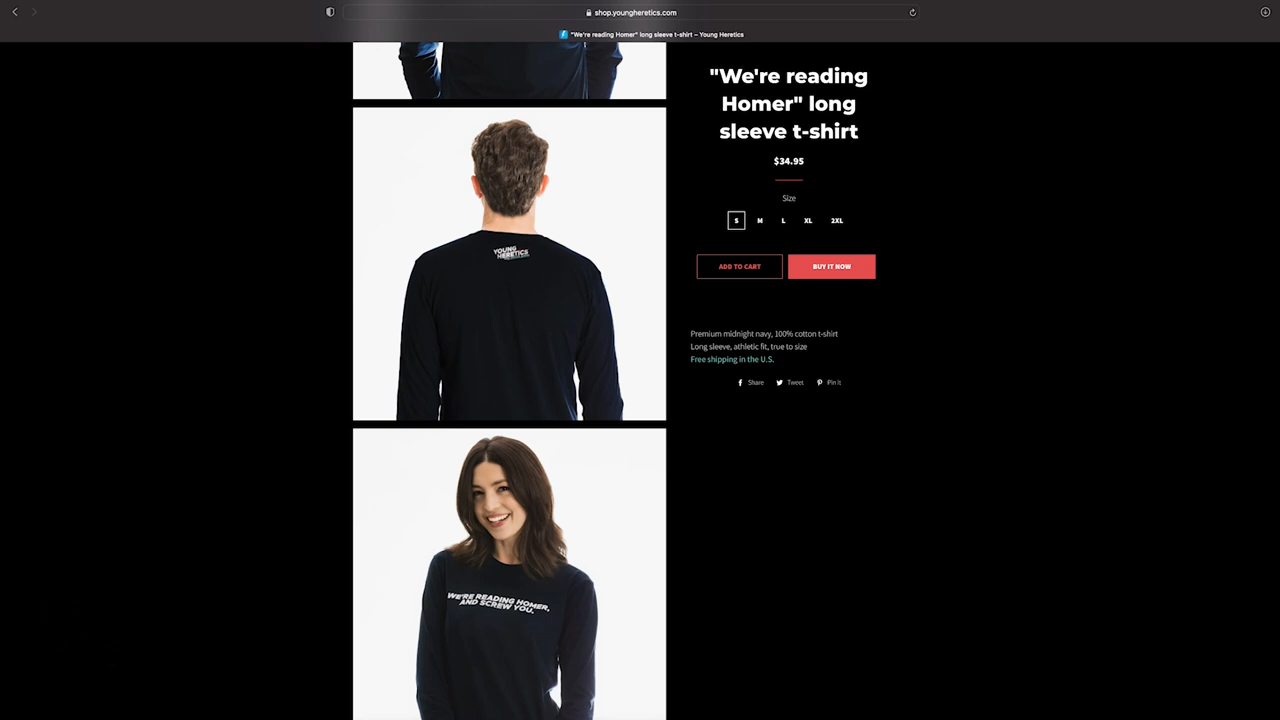 shop.youngheretics.com
"We're reading Homer" long sleeve t-shirt – Young Heretics
"We're reading
Homer" long
sleeve t-shirt
$34.95
Size
S M L XL 2XL
ADD TO CART BUY IT NOW
Premium midnight navy, 100% cotton t-shirt
Long sleeve, athletic fit, true to size
Free shipping in the U.S.
Share Tweet Pin it
YOUNG
HERETICS
WE'RE READING HOMER,
AND SCREW YOU.